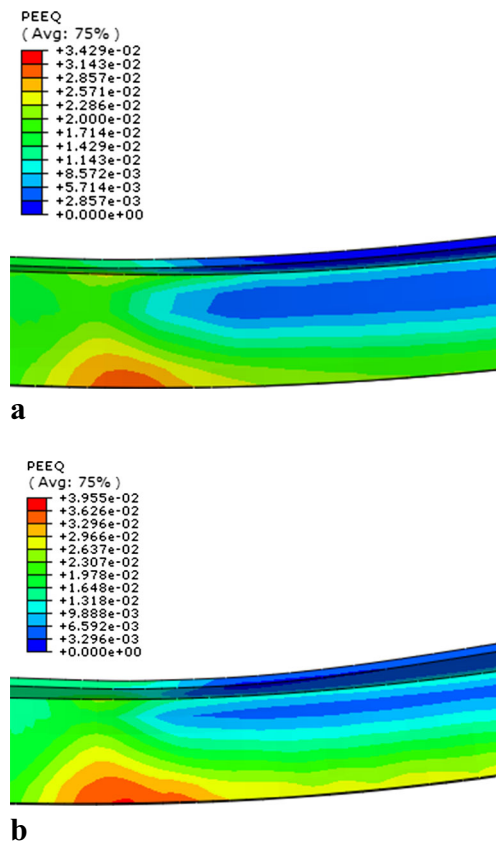 PEEQ
(Avg: 75%)
+3.429e-02
+3.143e-02
+2.857e-02
+2.571e-02
+2.286e-02
+2.000e-02
+1.714e-02
+1.429e-02
+1.143e-02
+8.572e-03
+5.714e-03
+2.857e-03
+0.000e+00
a
PEEQ
(Avg: 75%)
+3.955e-02
+3.626e-02
+3.296e-02
+2.966e-02
+2.637e-02
+2.307e-02
+1.978e-02
+1.648e-02
+1.318e-02
+9.888e-03
+6.592e-03
+3.296e-03
+0.000e+00
b